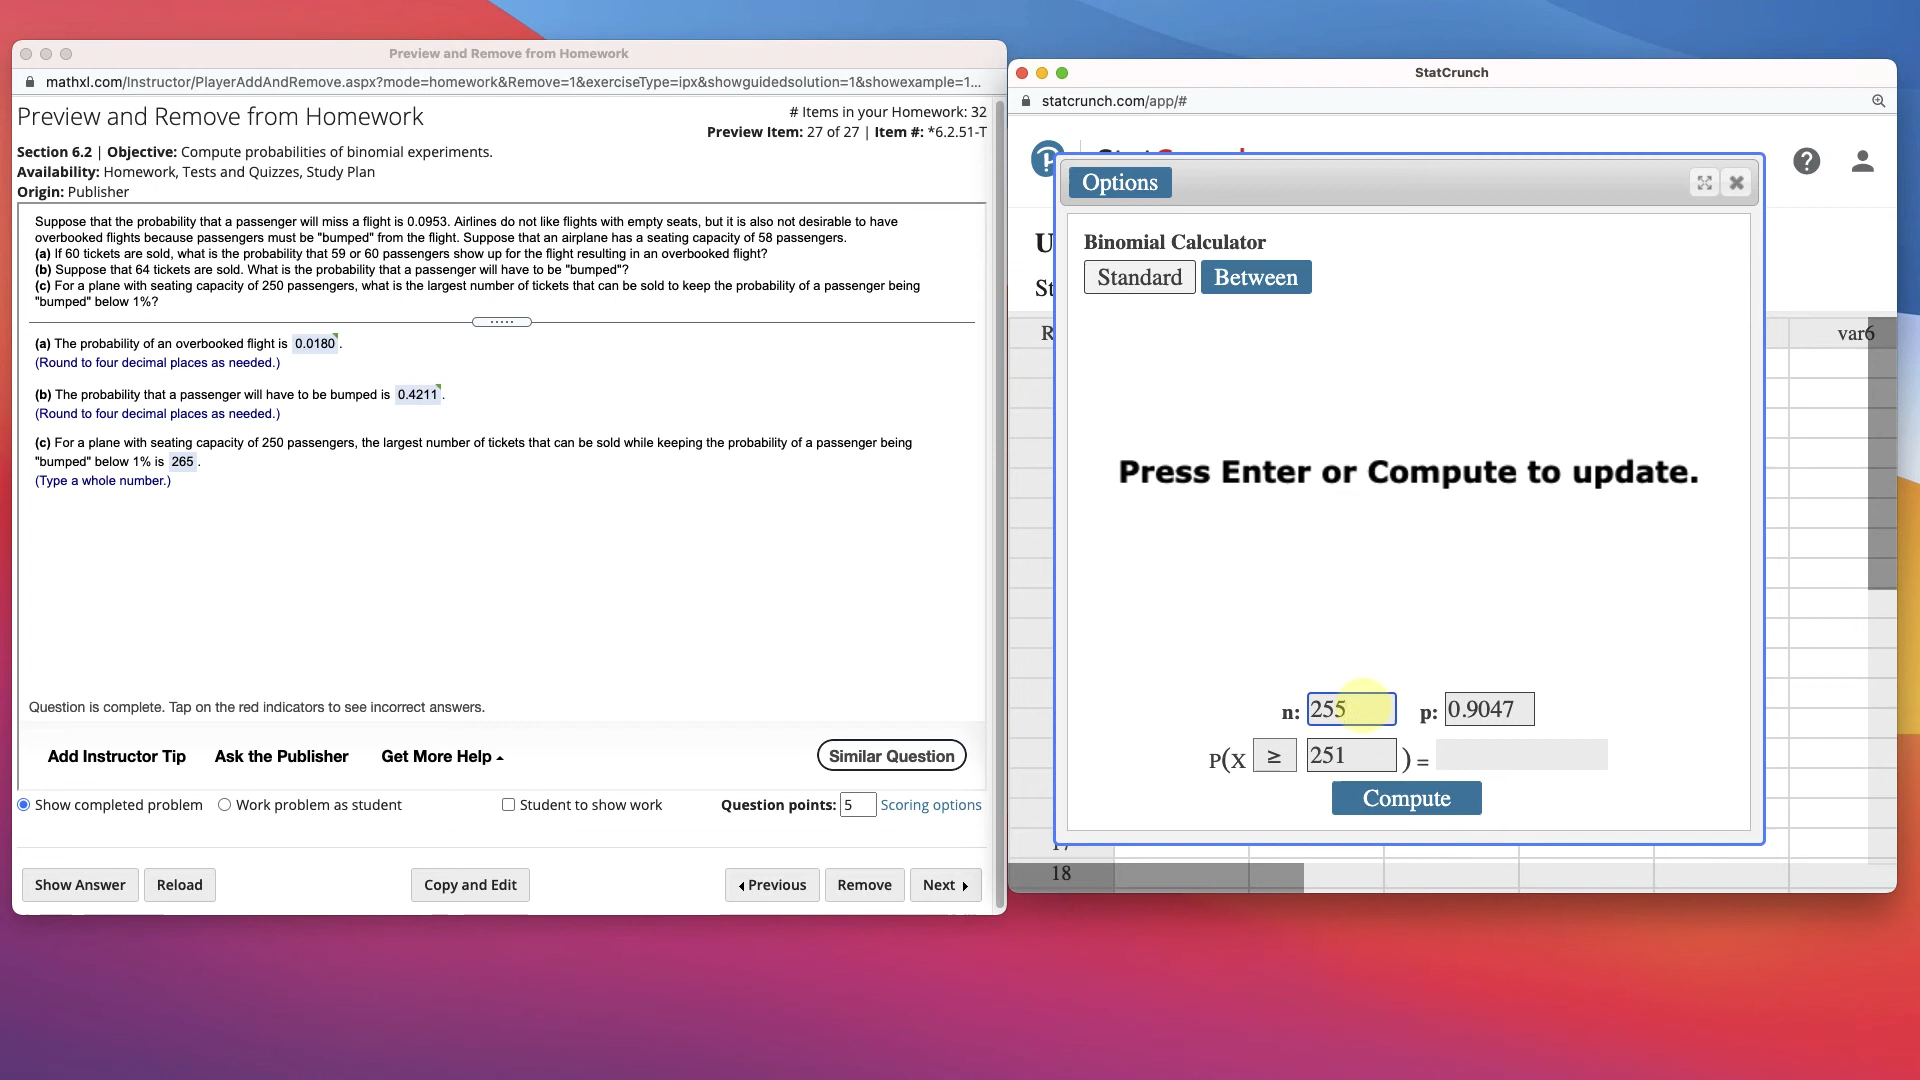 Preview and Remove from Homework
mathxl.com/Instructor/PlayerAddAndRemove.aspx?mode=homework&Remove=1&exerciseType=ipx&showguidedsolution=1&showexample=1...
Preview and Remove from Homework
# Items in your Homework: 32
Preview Item: 27 of 27 | Item #: *6.2.51-T
Section 6.2 | Objective: Compute probabilities of binomial experiments.
Availability: Homework, Tests and Quizzes, Study Plan
Origin: Publisher
Suppose that the probability that a passenger will miss a flight is 0.0953. Airlines do not like flights with empty seats, but it is also not desirable to have
overbooked flights because passengers must be "bumped" from the flight. Suppose that an airplane has a seating capacity of 58 passengers.
(a) If 60 tickets are sold, what is the probability that 59 or 60 passengers show up for the flight resulting in an overbooked flight?
(b) Suppose that 64 tickets are sold. What is the probability that a passenger will have to be "bumped"?
(c) For a plane with seating capacity of 250 passengers, what is the largest number of tickets that can be sold to keep the probability of a passenger being
"bumped" below 1%?
(a) The probability of an overbooked flight is 0.0180.
(Round to four decimal places as needed.)
(b) The probability that a passenger will have to be bumped is 0.4211.
(Round to four decimal places as needed.)
(c) For a plane with seating capacity of 250 passengers, the largest number of tickets that can be sold while keeping the probability of a passenger being
"bumped" below 1% is 265.
(Type a whole number.)
Question is complete. Tap on the red indicators to see incorrect answers.
Add Instructor Tip Ask the Publisher Get More Help
Similar Question
Show completed problem Work problem as student Student to show work Question points: 5 Scoring options
Show Answer Reload Copy and Edit Previous Remove Next
StatCrunch
statcrunch.com/app/#
Options
U
St
R
var6
Binomial Calculator
Standard Between
Press Enter or Compute to update.
n: 255 p: 0.9047
P(X ≥ 251 ) =
Compute
17
18